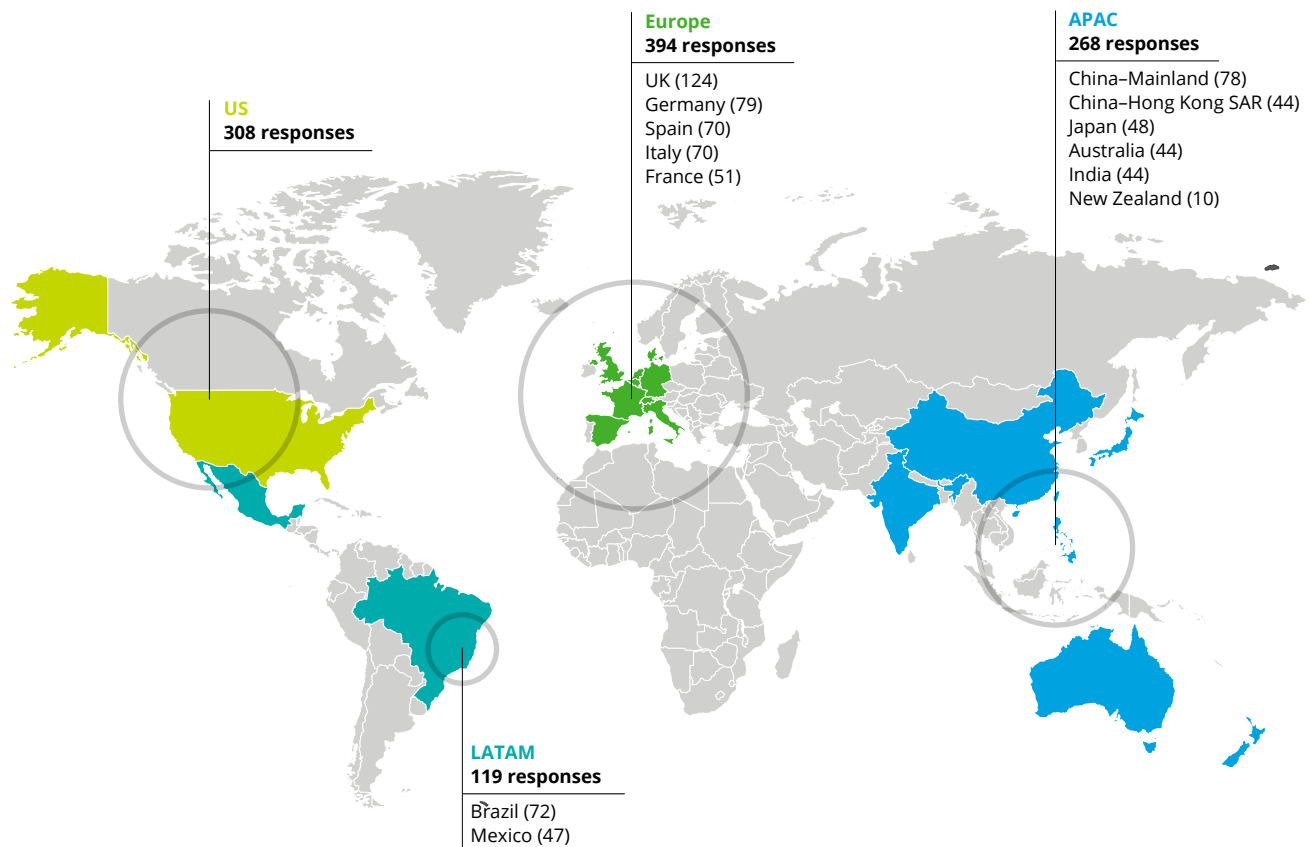 US
308 responses
Europe
394 responses
UK (124)
Germany (79)
Spain (70)
Italy (70)
France (51)
APAC
268 responses
China–Mainland (78)
China–Hong Kong SAR (44)
Japan (48)
Australia (44)
India (44)
New Zealand (10)
LATAM
119 responses
Brazil (72)
Mexico (47)